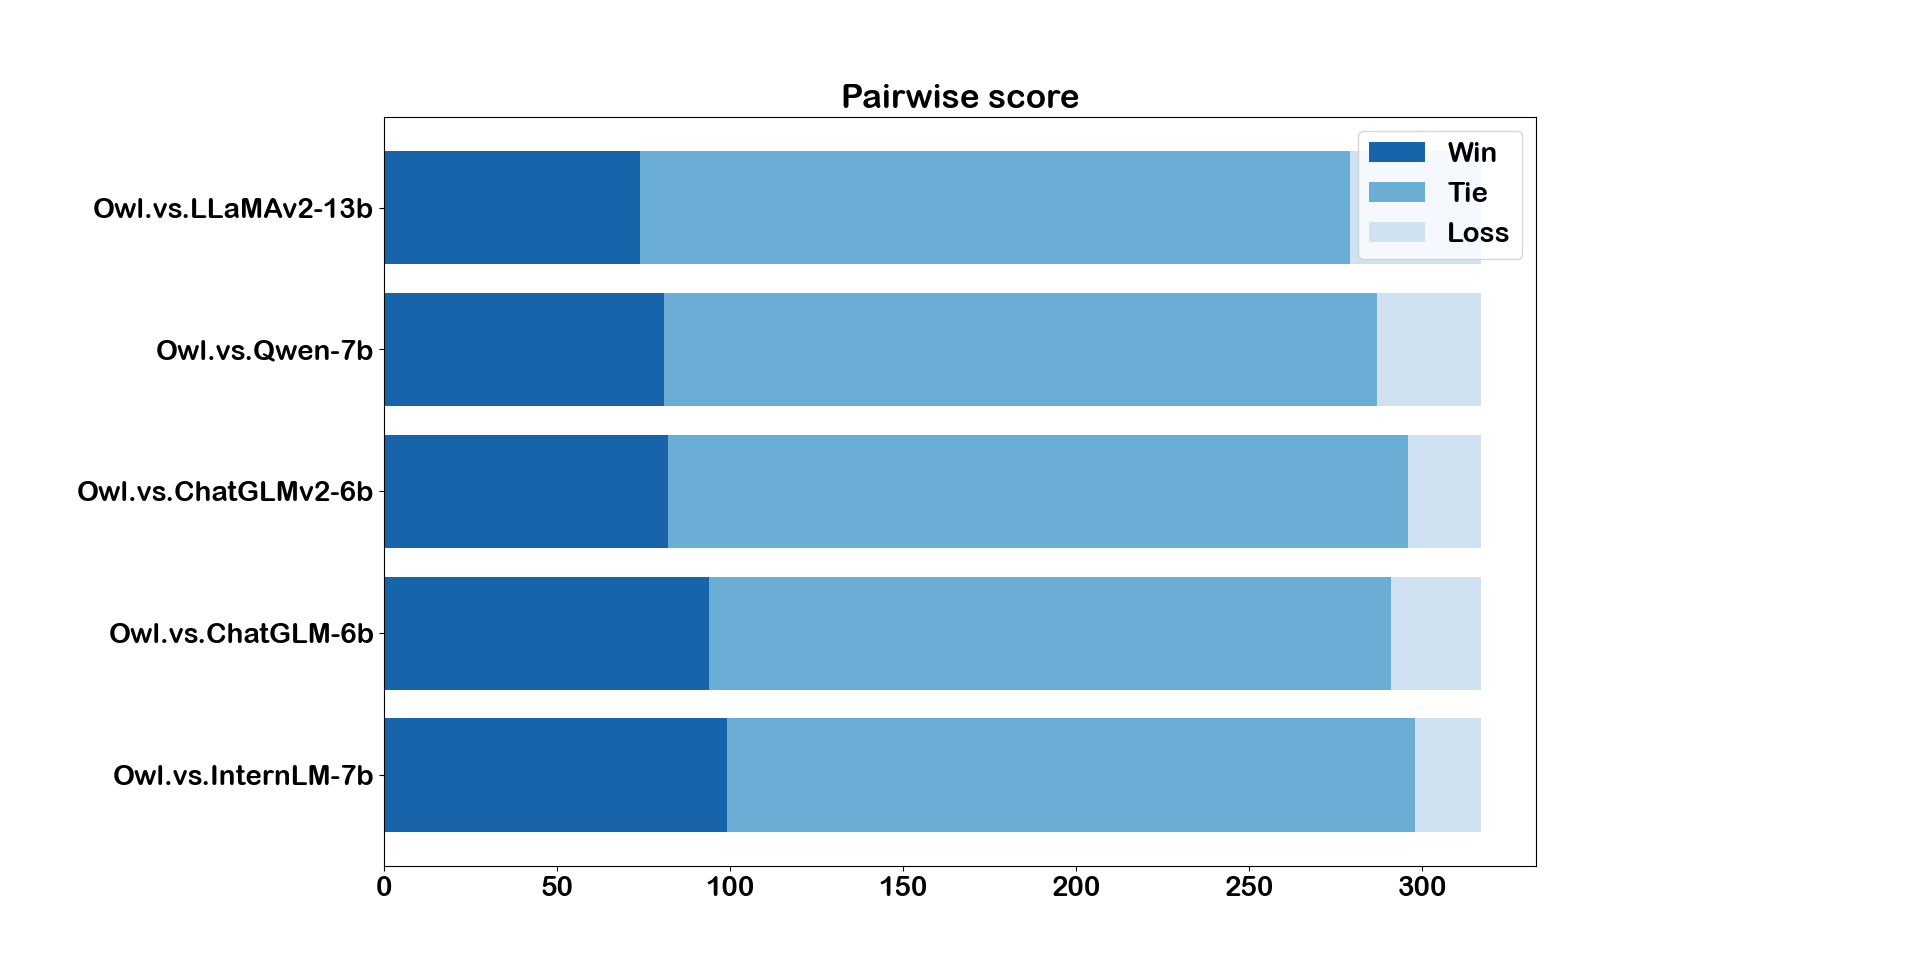 Pairwise score
Win
Tie
Loss
Owl.vs.LLaMAv2-13b
Owl.vs.Qwen-7b
Owl.vs.ChatGLMv2-6b
Owl.vs.ChatGLM-6b
Owl.vs.InternLM-7b
0 50 100 150 200 250 300